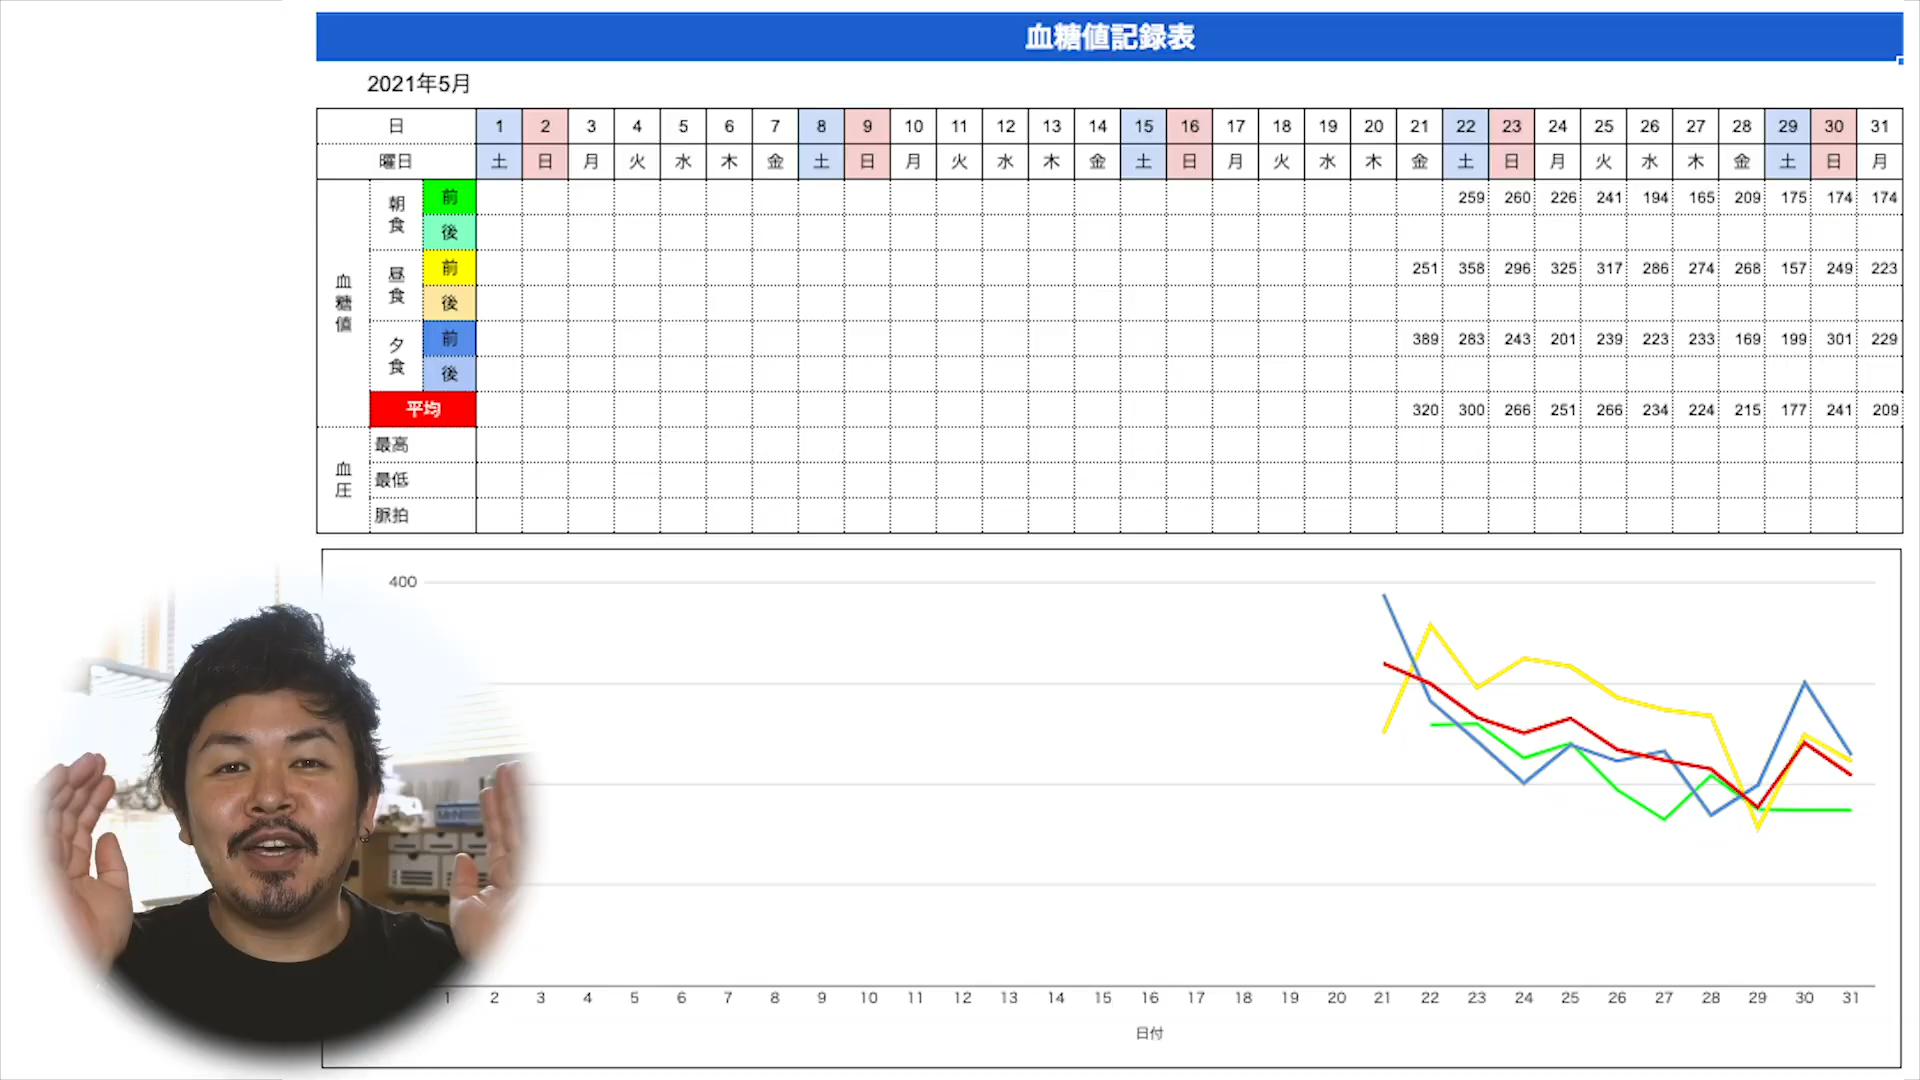 血糖値記録表
2021年5月
日 1 2 3 4 5 6 7 8 9 10 11 12 13 14 15 16 17 18 19 20 21 22 23 24 25 26 27 28 29 30 31
曜日 土 日 月 火 水 木 金 土 日 月 火 水 木 金 土 日 月 火 水 木 金 土 日 月 火 水 木 金 土 日 月
血糖値
朝食 前 259 260 226 241 194 165 209 175 174 174
後
昼食 前 251 358 296 325 317 286 274 268 157 249 223
後
夕食 前 389 283 243 201 239 223 233 169 199 301 229
後
平均 320 300 266 251 266 234 224 215 177 241 209
血圧
最高
最低
脈拍
400
1 2 3 4 5 6 7 8 9 10 11 12 13 14 15 16 17 18 19 20 21 22 23 24 25 26 27 28 29 30 31
日付